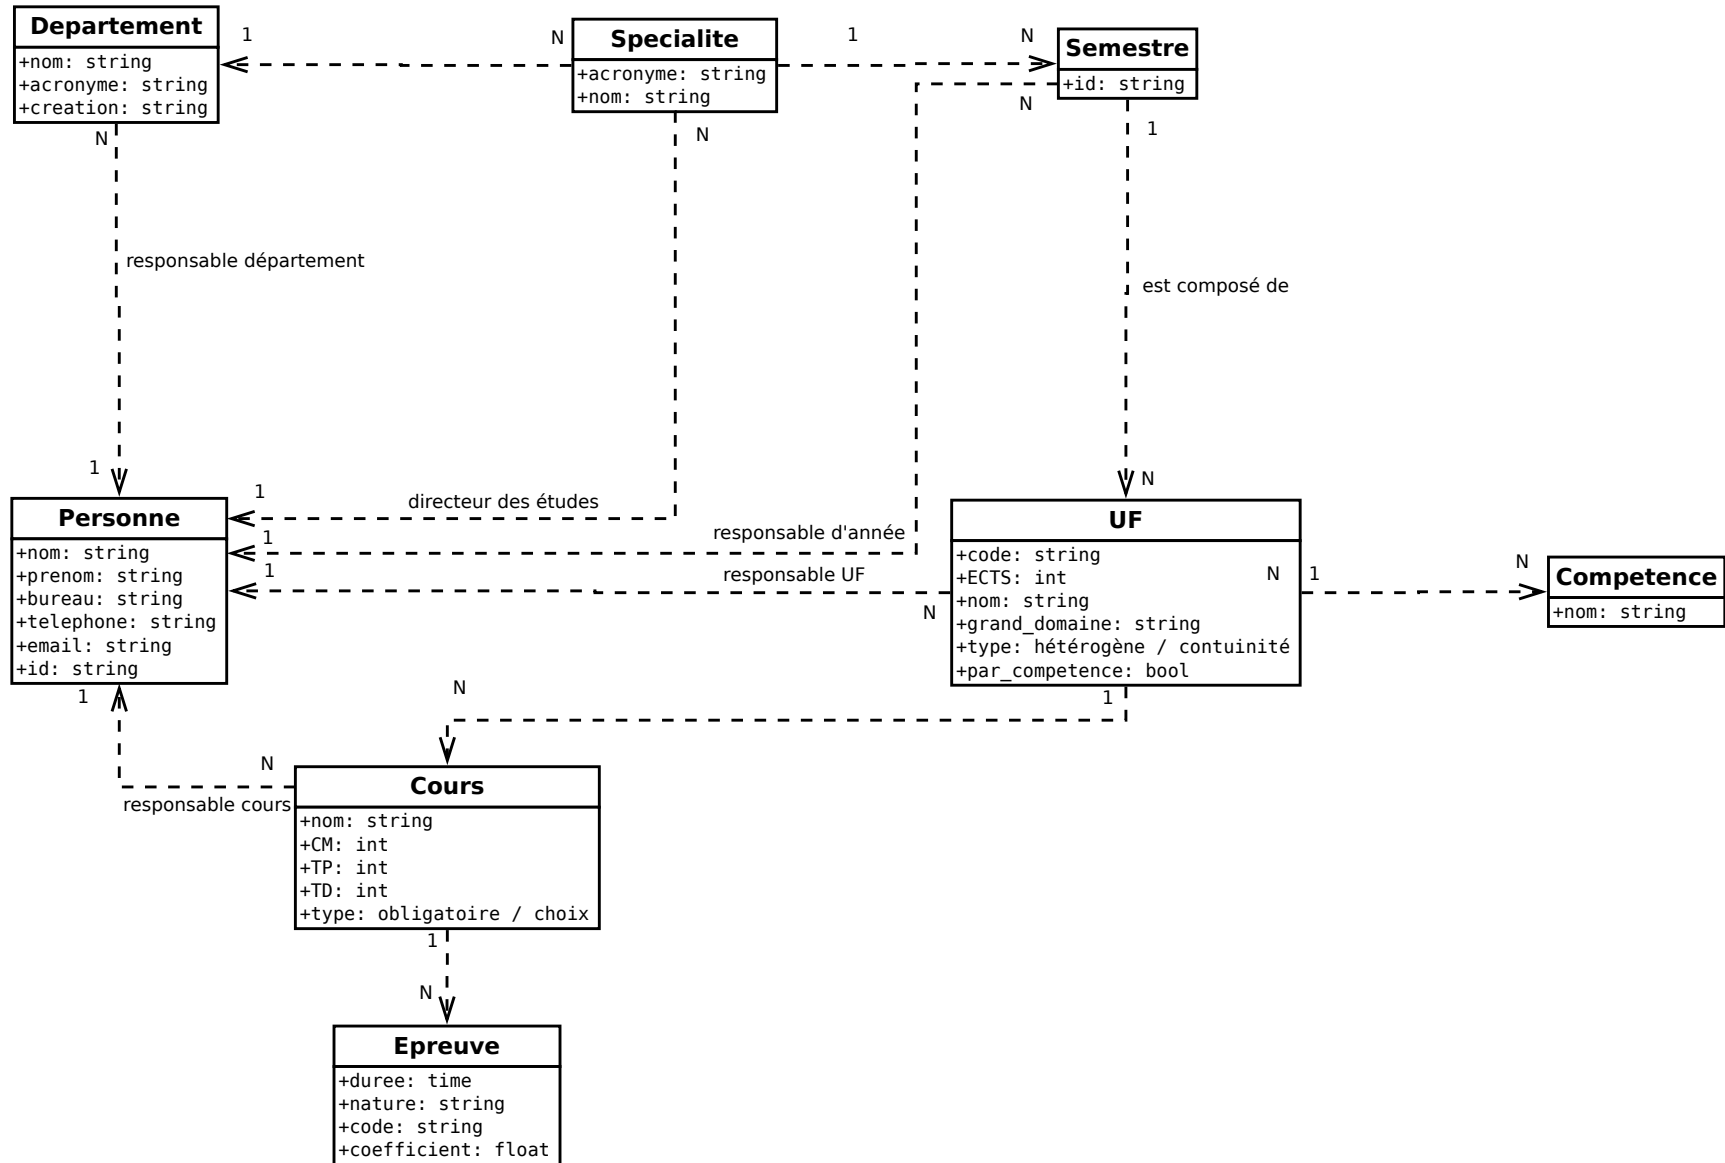 Departement
+nom: string
+acronyme: string
+creation: string
1
N
Specialite
+acronyme: string
+nom: string
1
N
Semestre
+id: string
N
N
N
1
responsable département
est composé de
1
N
1
directeur des études
1
responsable d'année
1
responsable UF
N
Personne
+nom: string
+prenom: string
+bureau: string
+telephone: string
+email: string
+id: string
UF
+code: string
+ECTS: int
+nom: string
+grand_domaine: string
+type: hétérogène / contuinité
+par_competence: bool
N
1
N
Competence
+nom: string
1
N
1
N
responsable cours
Cours
+nom: string
+CM: int
+TP: int
+TD: int
+type: obligatoire / choix
1
N
Epreuve
+duree: time
+nature: string
+code: string
+coefficient: float